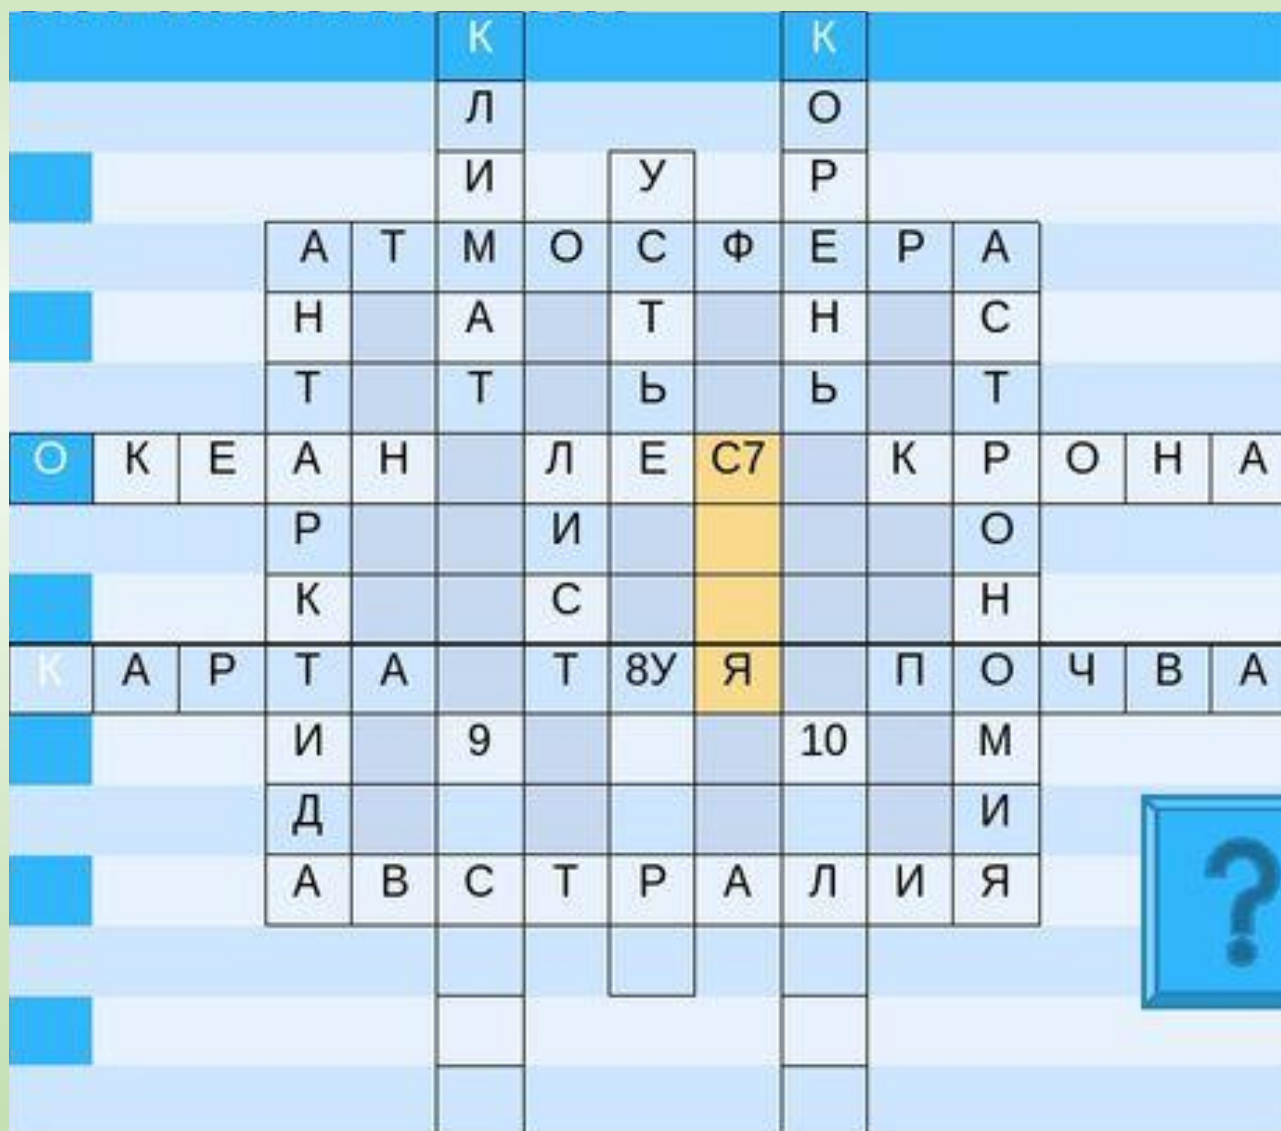 К К
Л О
И У Р
А Т М О С Ф Е Р А
Н А Т Н С
Т Т Ь Ь Т
О К Е А Н Л Е С7 К Р О Н А
Р И О
К С Н
К А Р Т А Т 8У Я П О Ч В А
И 9 10 М
Д И
А В С Т Р А Л И Я
?